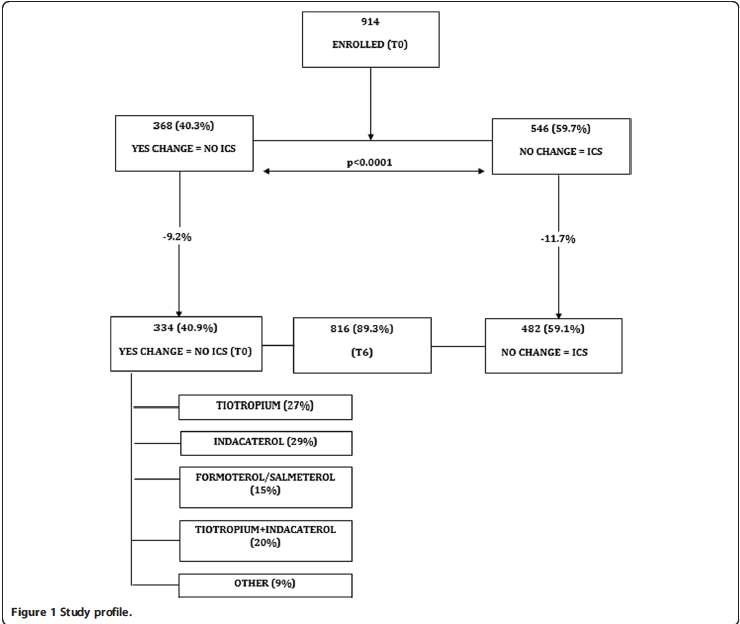 914
ENROLLED (T0)
368 (40.3%)
YES CHANGE = NO ICS
546 (59.7%)
NO CHANGE = ICS
p<0.0001
-9.2%
-11.7%
334 (40.9%)
YES CHANGE = NO ICS (T0)
816 (89.3%)
(T6)
482 (59.1%)
NO CHANGE = ICS
TIOTROPIUM (27%)
INDACATEROL (29%)
FORMOTEROL/SALMETEROL
(15%)
TIOTROPIUM+INDACATEROL
(20%)
OTHER (9%)
Figure 1 Study profile.